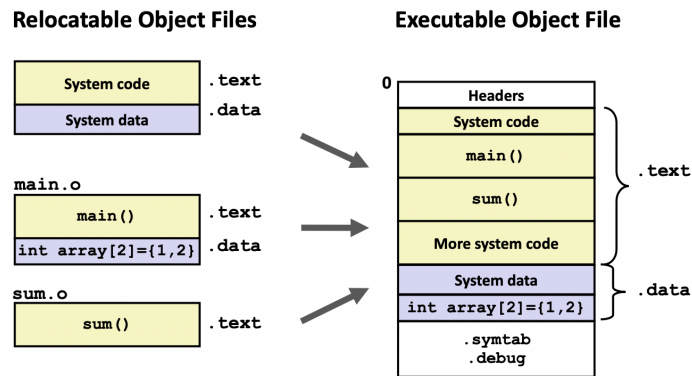 Relocatable Object Files
System code
.text
System data
.data
main.o
main()
.text
int array[2]={1,2}
.data
sum.o
sum()
.text
Executable Object File
0
Headers
System code
main()
sum()
More system code
.text
System data
int array[2]={1,2}
.data
.symtab
.debug